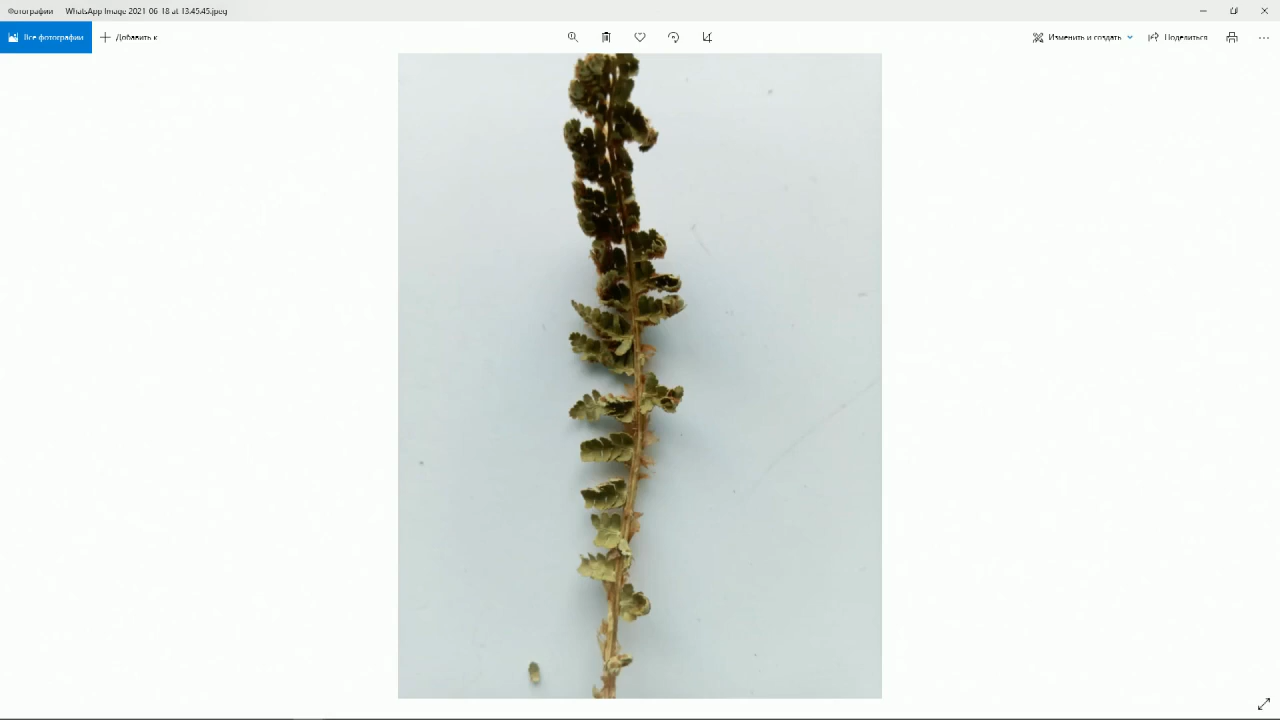 Фотографии – WhatsApp Image 2021-06-18 at 13.45.45.jpeg
Все фотографии
Добавить к
Изменить и создать
Поделиться